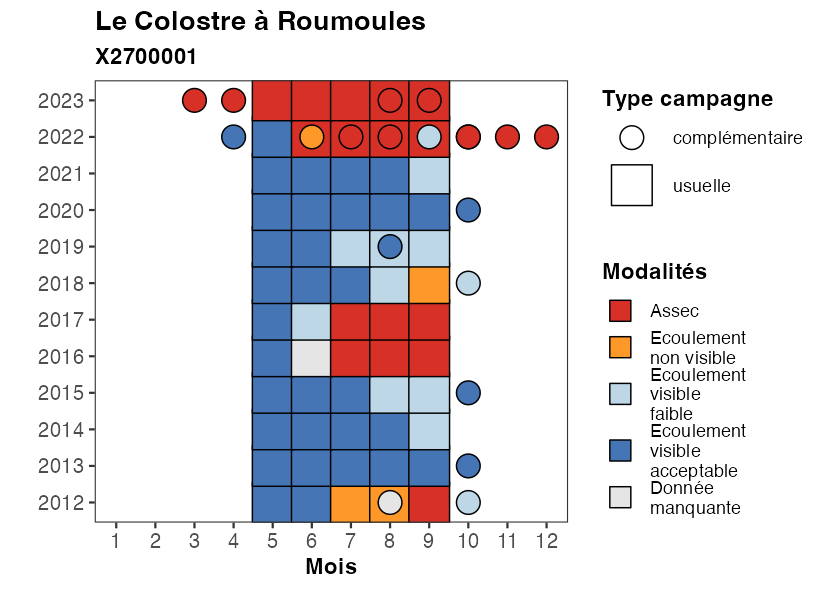 Le Colostre à Roumoules
X2700001
2023
2022
2021
2020
2019
2018
2017
2016
2015
2014
2013
2012
1 2 3 4 5 6 7 8 9 10 11 12
Mois
Type campagne
complémentaire
usuelle
Modalités
Assec
Ecoulement
non visible
Ecoulement
visible
faible
Ecoulement
visible
acceptable
Donnée
manquante